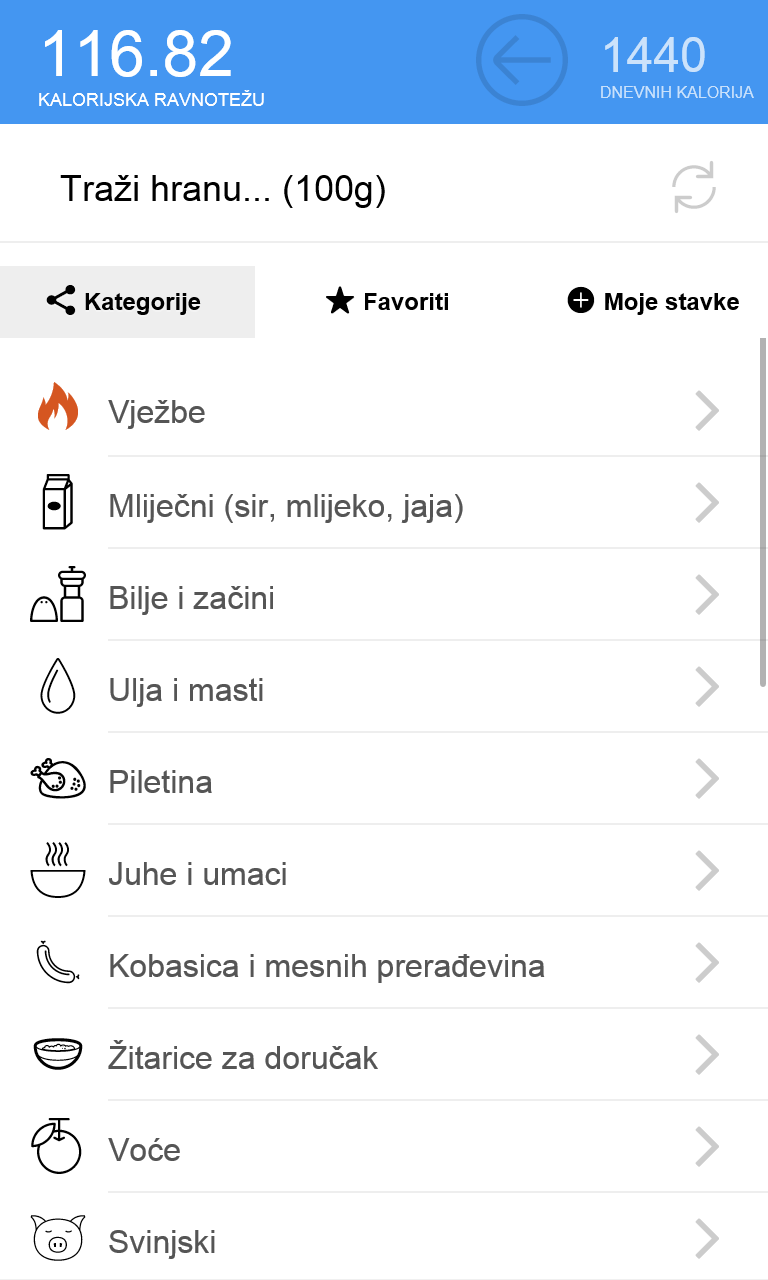 116.82
1440
KALORIJSKA RAVNOTEŽU
DNEVNIH KALORIJA
Traži hranu... (100g)
Kategorije
Favoriti
Moje stavke
Vježbe
Mliječni (sir, mlijeko, jaja)
Bilje i začini
Ulja i masti
Piletina
Juhe i umaci
Kobasica i mesnih prerađevina
Žitarice za doručak
Voće
Svinjski